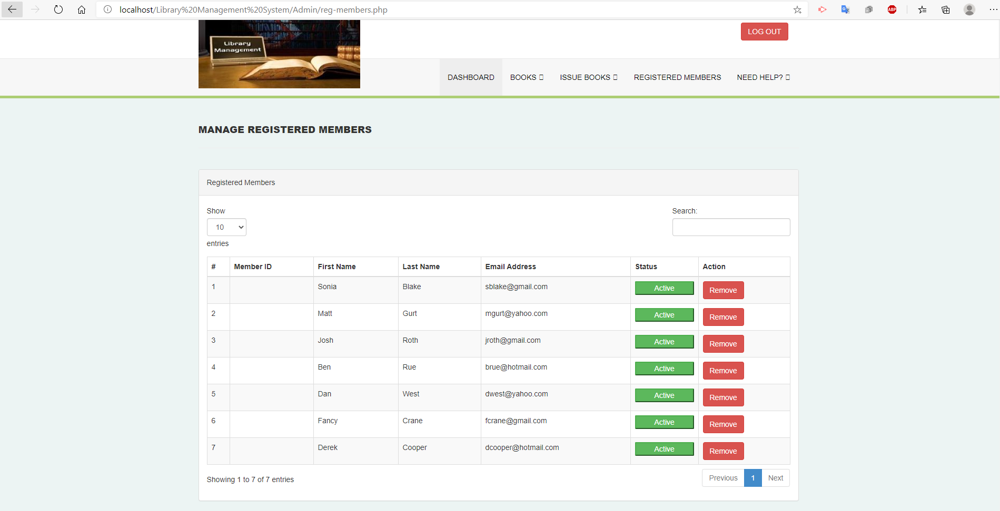 localhost/Library%20Management%20System/Admin/reg-members.php
ABP
Library
Management
LOG OUT
DASHBOARD BOOKS ISSUE BOOKS REGISTERED MEMBERS NEED HELP?
MANAGE REGISTERED MEMBERS
Registered Members
Show
Search:
10
entries
# Member ID First Name Last Name Email Address Status Action
1 Sonia Blake sblake@gmail.com Active Remove
2 Matt Gurt mgurt@yahoo.com Active Remove
3 Josh Roth jroth@gmail.com Active Remove
4 Ben Rue brue@hotmail.com Active Remove
5 Dan West dwest@yahoo.com Active Remove
6 Fancy Crane fcrane@gmail.com Active Remove
7 Derek Cooper dcooper@hotmail.com Active Remove
Showing 1 to 7 of 7 entries
Previous 1 Next